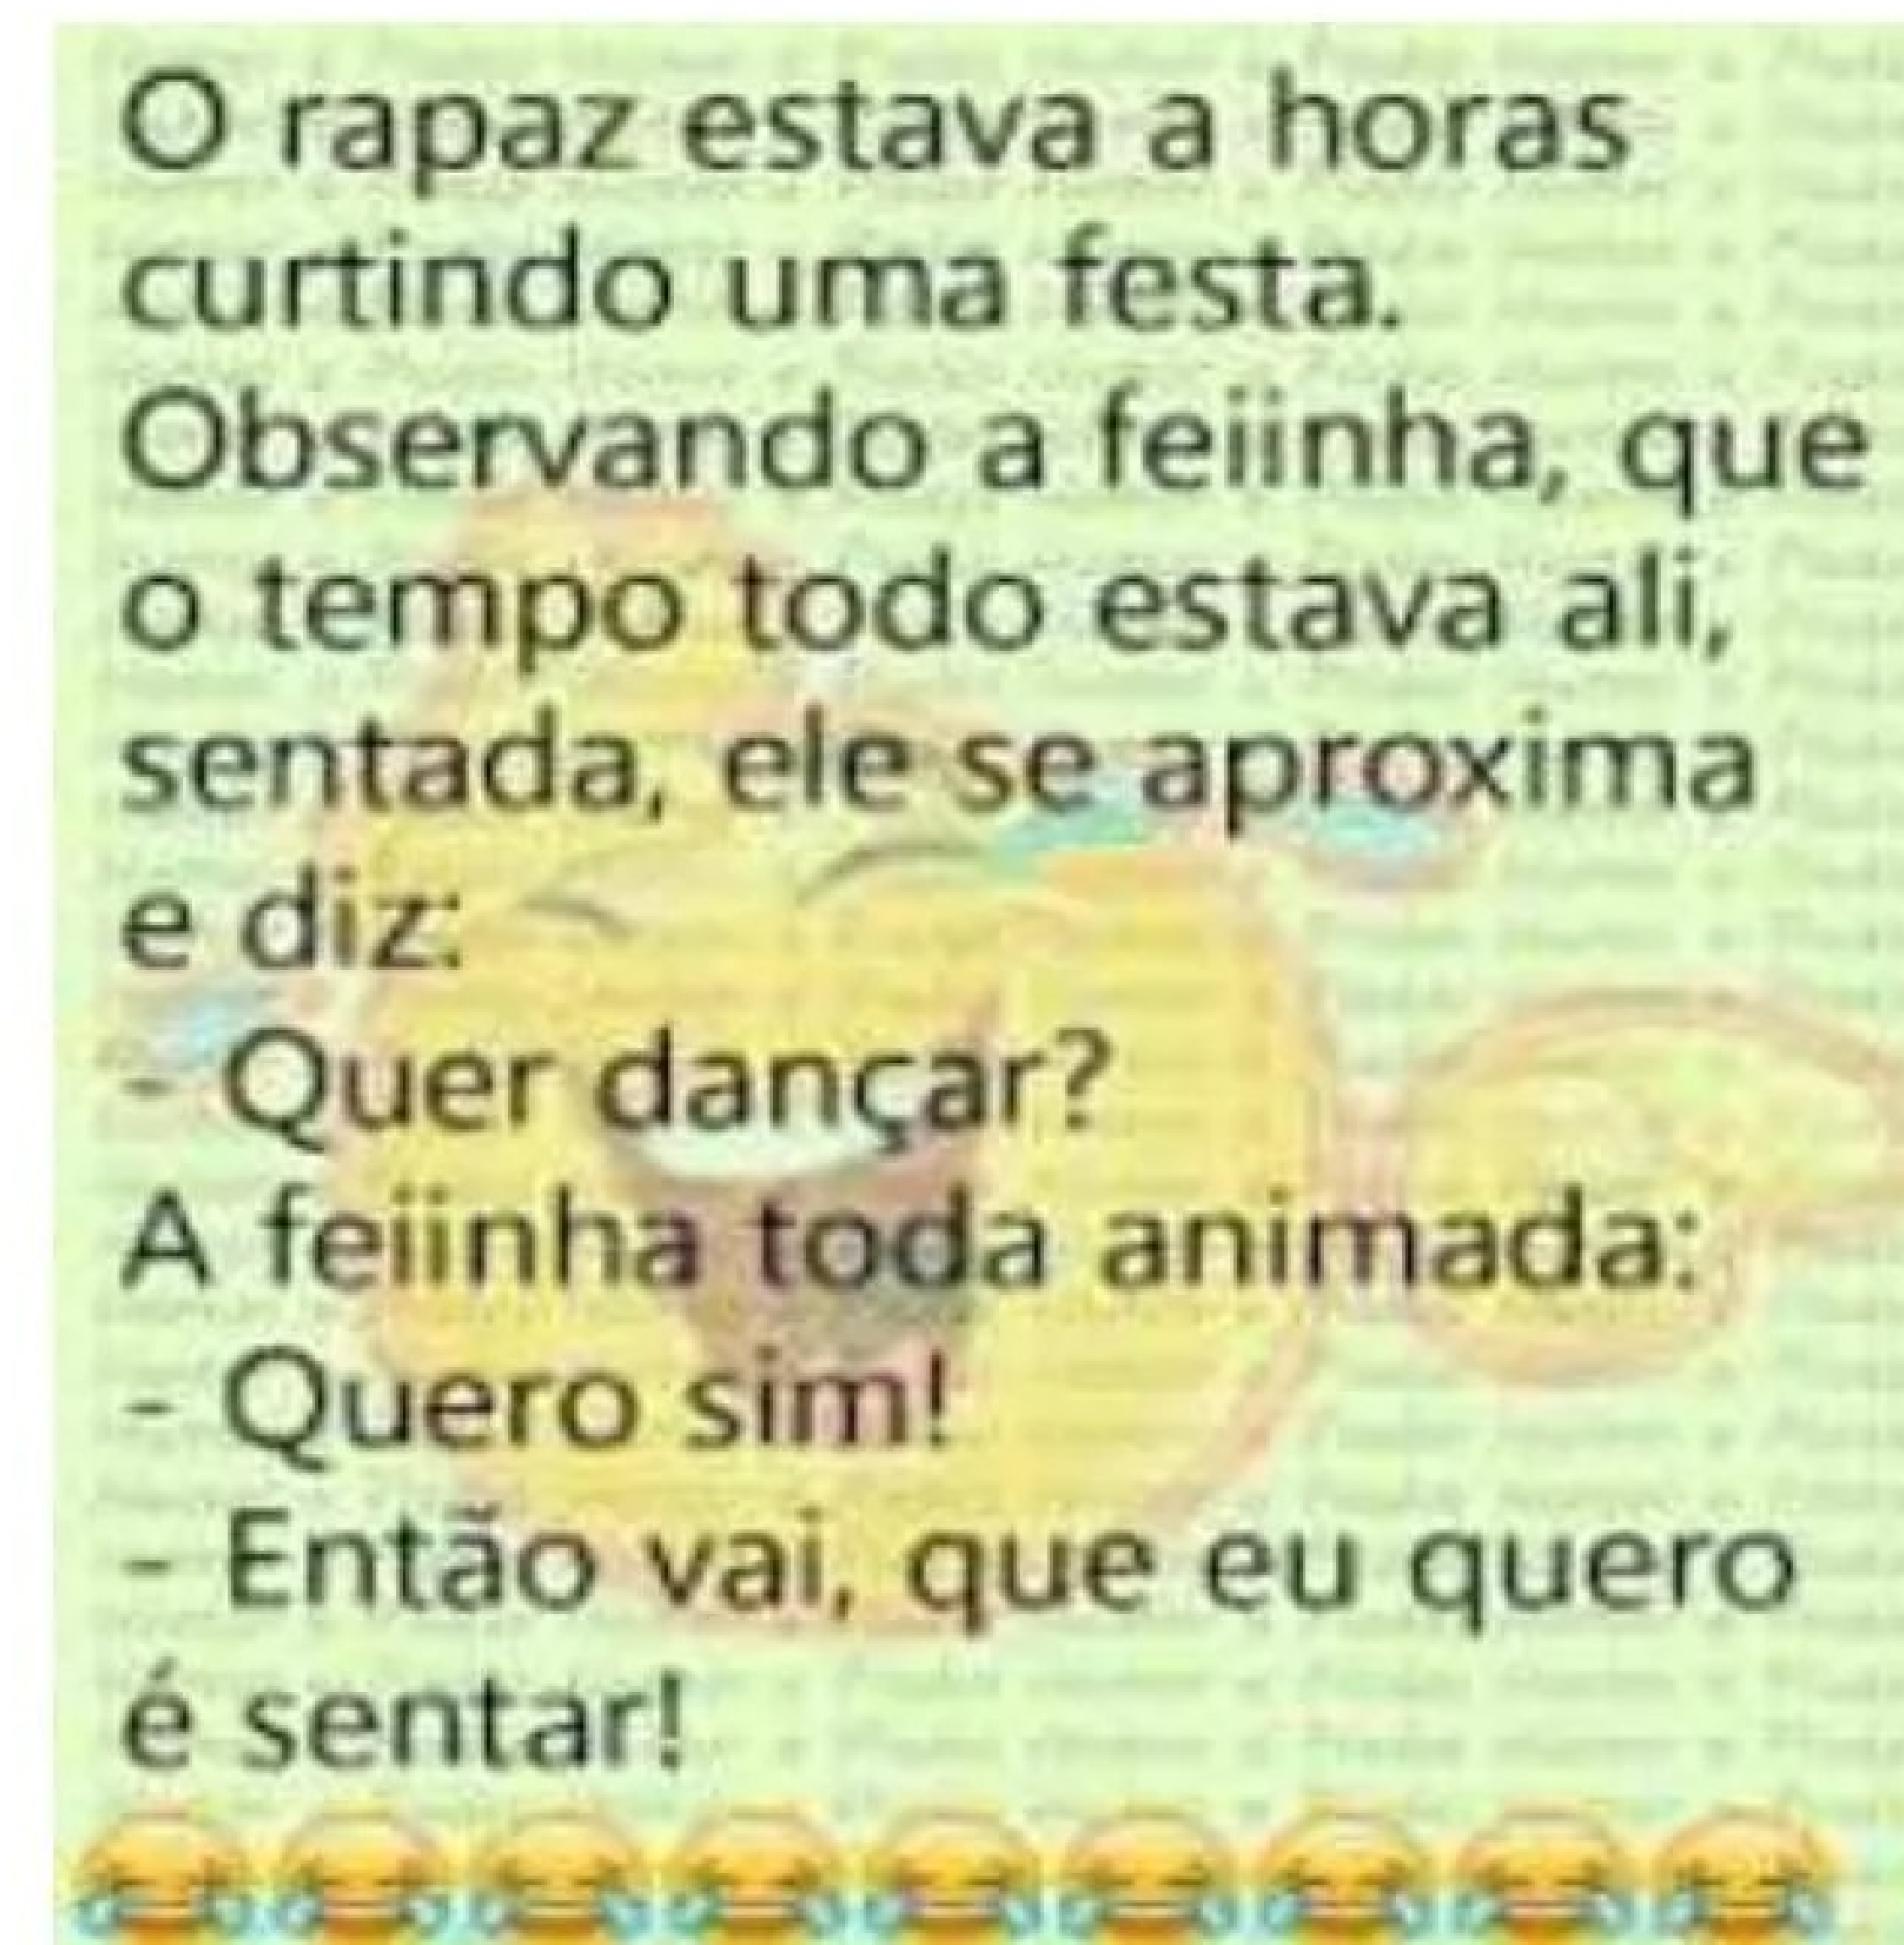 O rapaz estava a horas
curtindo uma festa.
Observando a feiinha, que
o tempo todo estava ali,
sentada, ele se aproxima
e diz:
- Quer dançar?
A feiinha toda animada:
- Quero sim!
- Então vai, que eu quero
é sentar!